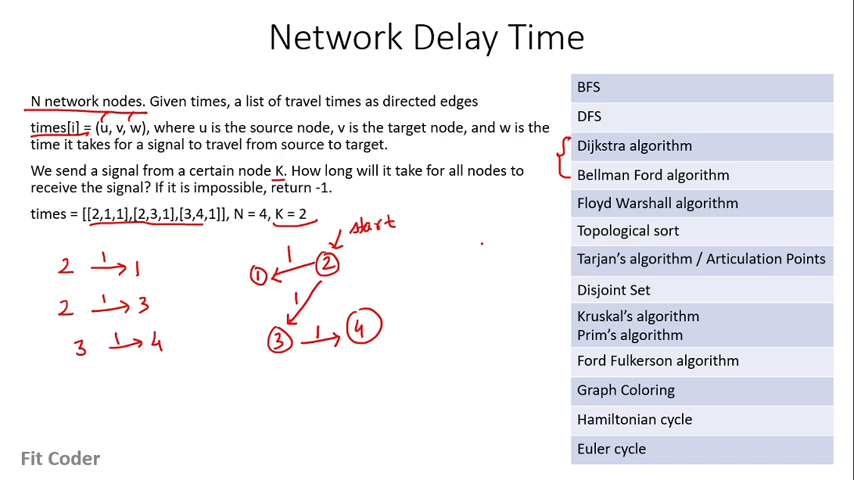 Network Delay Time
N network nodes. Given times, a list of travel times as directed edges
times[i] = (u, v, w), where u is the source node, v is the target node, and w is the
time it takes for a signal to travel from source to target.
We send a signal from a certain node K. How long will it take for all nodes to
receive the signal? If it is impossible, return -1.
times = [[2,1,1],[2,3,1],[3,4,1]], N = 4, K = 2
start
2 1→ 1
2 1→ 3
3 1→ 4
1 1 2
1
3 1→ 4
BFS
DFS
Dijkstra algorithm
Bellman Ford algorithm
Floyd Warshall algorithm
Topological sort
Tarjan's algorithm / Articulation Points
Disjoint Set
Kruskal's algorithm
Prim's algorithm
Ford Fulkerson algorithm
Graph Coloring
Hamiltonian cycle
Euler cycle
Fit Coder